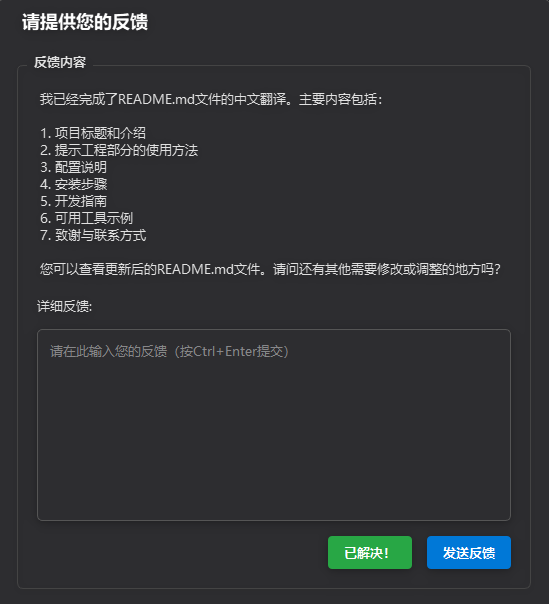 请提供您的反馈
反馈内容
我已经完成了README.md文件的中文翻译。主要内容包括：
1. 项目标题和介绍
2. 提示工程部分的使用方法
3. 配置说明
4. 安装步骤
5. 开发指南
6. 可用工具示例
7. 致谢与联系方式
您可以查看更新后的README.md文件。请问还有其他需要修改或调整的地方吗？
详细反馈:
请在此输入您的反馈（按Ctrl+Enter提交）
已解决！
发送反馈